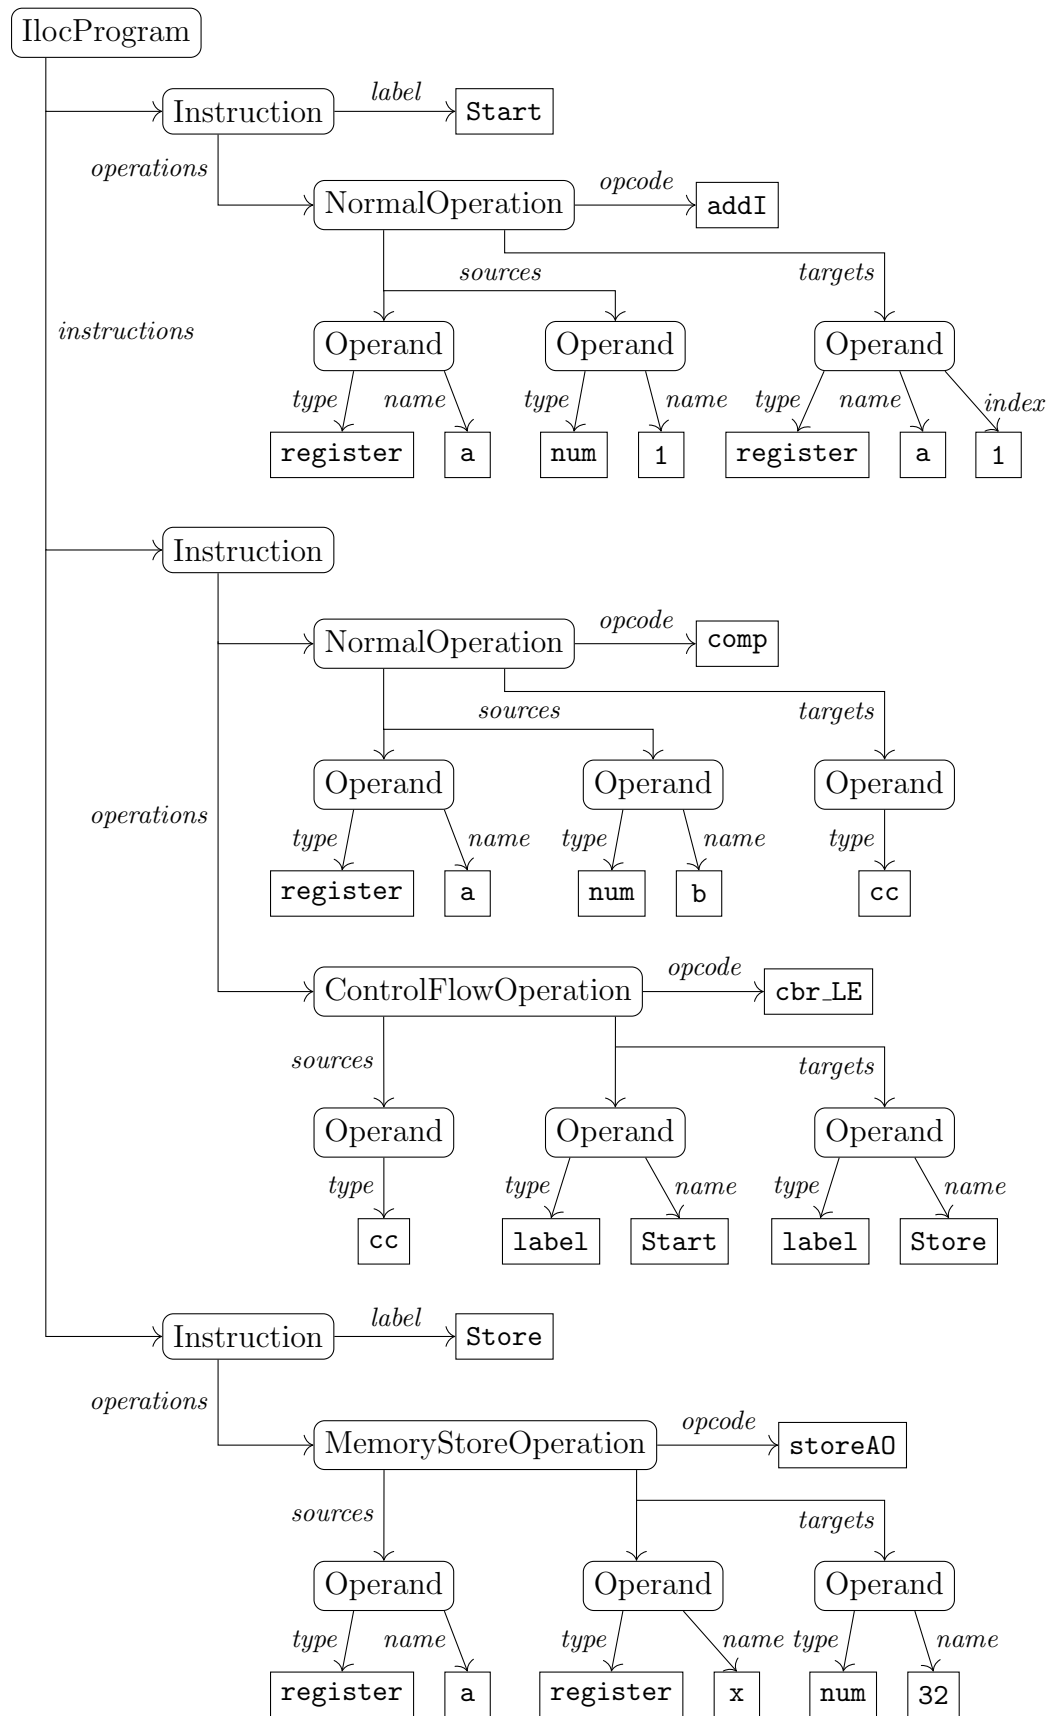 IlocProgram
Instruction label Start
operations
NormalOperation opcode addI
sources targets
instructions
Operand Operand Operand
type name type name type name index
register a num 1 register a 1
Instruction
NormalOperation opcode comp
sources targets
Operand Operand Operand
operations
type name type name type
register a num b cc
ControlFlowOperation opcode cbr_LE
sources targets
Operand Operand Operand
type type name type name
cc label Start label Store
Instruction label Store
operations
MemoryStoreOperation opcode storeAO
sources targets
Operand Operand Operand
type name type name type name
register a register x num 32